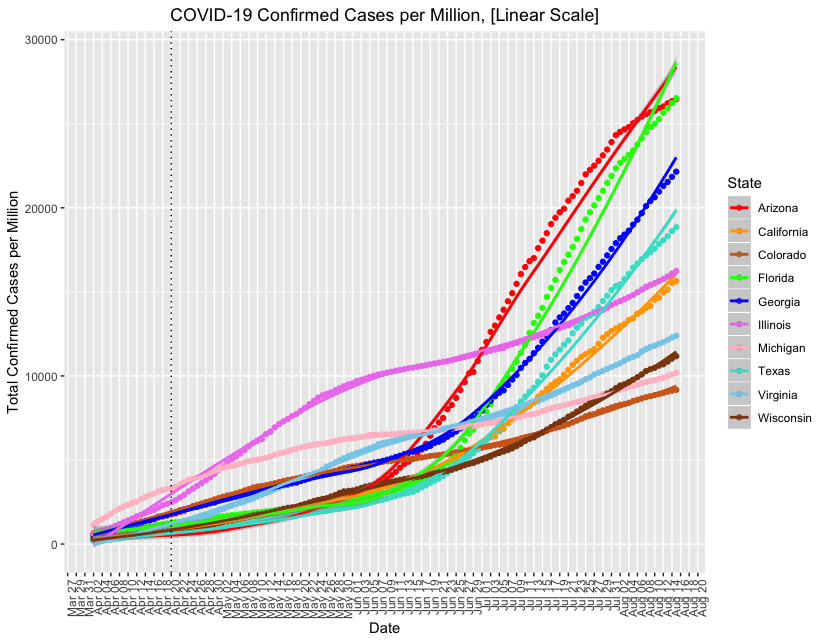 COVID-19 Confirmed Cases per Million, [Linear Scale]
30000
20000
10000
0
Total Confirmed Cases per Million
Mar 27
Mar 29
Mar 31
Apr 02
Apr 04
Apr 06
Apr 08
Apr 10
Apr 12
Apr 14
Apr 16
Apr 18
Apr 20
Apr 22
Apr 24
Apr 26
Apr 28
Apr 30
May 02
May 04
May 06
May 08
May 10
May 12
May 14
May 16
May 18
May 20
May 22
May 24
May 26
May 28
May 30
Jun 01
Jun 03
Jun 05
Jun 07
Jun 09
Jun 11
Jun 13
Jun 15
Jun 17
Jun 19
Jun 21
Jun 23
Jun 25
Jun 27
Jun 29
Jul 01
Jul 03
Jul 05
Jul 07
Jul 09
Jul 11
Jul 13
Jul 15
Jul 17
Jul 19
Jul 21
Jul 23
Jul 25
Jul 27
Jul 29
Jul 31
Aug 02
Aug 04
Aug 06
Aug 08
Aug 10
Aug 12
Aug 14
Aug 16
Aug 18
Aug 20
Date
State
Arizona
California
Colorado
Florida
Georgia
Illinois
Michigan
Texas
Virginia
Wisconsin